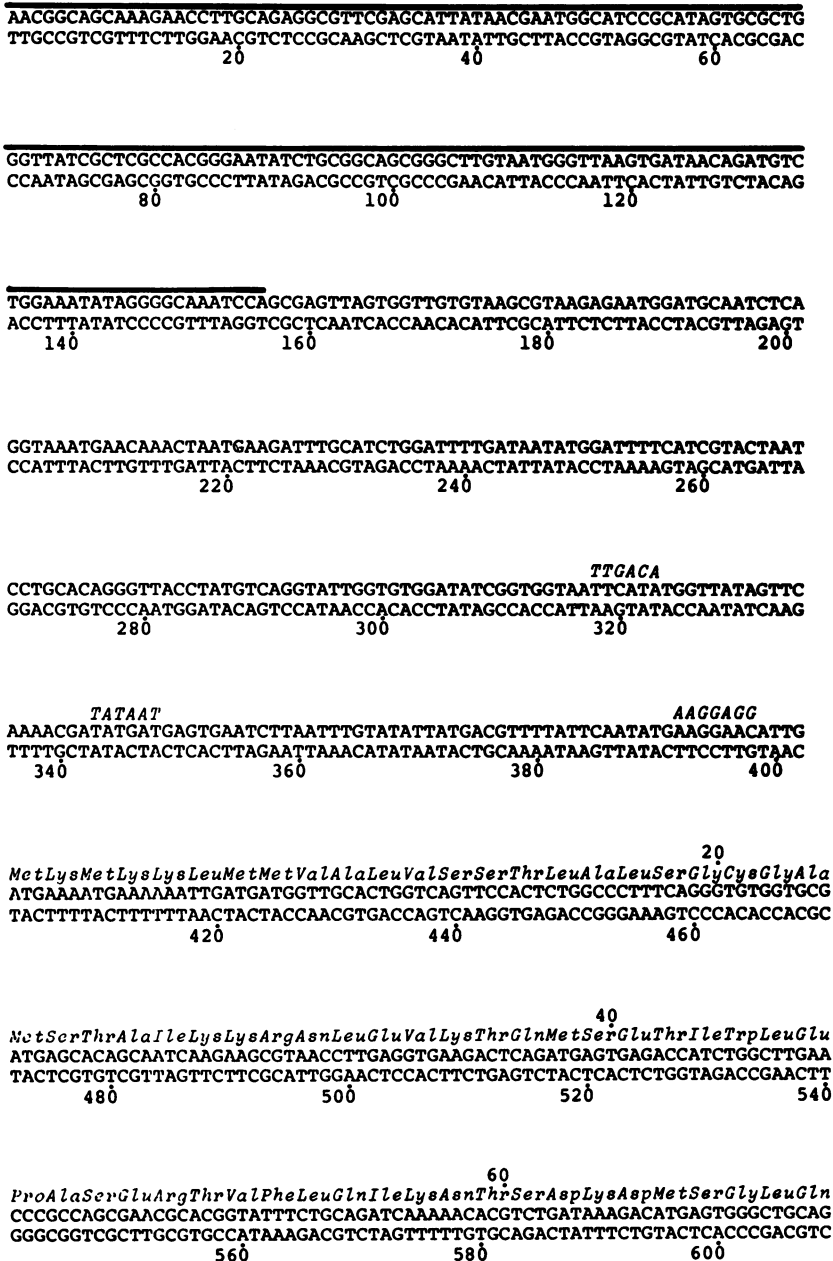 AACGGCAGCAAAGAACCTTGCAGAGGCGTTCGAGCATTATAACGAATGGCATCCGCATAGTGCGCTG
TTGCCGTCGTTTCTTGGAACGTCTCCGCAAGCTCGTAATATTGCTTACCGTAGGCGTATCACGCGAC
20 40 60
GGTTATCGCTCGCCACGGGAATATCTGCGGCAGCGGGCTTGTAATGGGTTAAGTGATAACAGATGTC
CCAATAGCGAGCGGTGCCCTTATAGACGCCGTCGCCCGAACATTACCCAATTCACTATTGTCTACAG
80 100 120
TGGAAATATAGGGGCAAATCCAGCGAGTTAGTGGTTGTGTAAGCGTAAGAGAATGGATGCAATCTCA
ACCTTTATATCCCCGTTTAGGTCGCTCAATCACCAACACATTCGCATTCTCTTACCTACGTTAGAGT
140 160 180 200
GGTAAATGAACAAACTAATGAAGATTTGCATCTGGATTTTGATAATATGGATTTTCATCGTACTAAT
CCATTTACTTGTTTGATTACTTCTAAACGTAGACCTAAAACTATTATACCTAAAAGTAGCATGATTA
220 240 260
TTGACA
CCTGCACAGGGTTACCTATGTCAGGTATTGGTGTGGATATCGGTGGTAATTCATATGGTTATAGTTC
GGACGTGTCCCAATGGATACAGTCCATAACCACACCTATAGCCACCATTAAGTATACCAATATCAAG
280 300 320
TATAAT AAGGAGG
AAAACGATATGATGAGTGAATCTTAATTTGTATATTATGACGTTTTATTCAATATGAAGGAACATTG
TTTTGCTATACTACTCACTTAGAATTAAACATATAATACTGCAAAATAAGTTATACTTCCTTGTAAC
340 360 380 400
20
MetLysMetLysLysLeuMetMetValAlaLeuValSerSerThrLeuAlaLeuSerGlyCysGlyAla
ATGAAAATGAAAAAATTGATGATGGTTGCACTGGTCAGTTCCACTCTGGCCCTTTCAGGGTGTGGTGCG
TACTTTTACTTTTTTAACTACTACCAACGTGACCAGTCAAGGTGAGACCGGGAAAGTCCCACACCACGC
420 440 460
40
MetSerThrAlaIleLysLysArgAsnLeuGluValLysThrGlnMetSerGluThrIleTrpLeuGlu
ATGAGCACAGCAATCAAGAAGCGTAACCTTGAGGTGAAGACTCAGATGAGTGAGACCATCTGGCTTGAA
TACTCGTGTCGTTAGTTCTTCGCATTGGAACTCCACTTCTGAGTCTACTCACTCTGGTAGACCGAACTT
480 500 520 540
60
ProAlaSerGluArgThrValPheLeuGlnIleLysAsnThrSerAspLysAspMetSerGlyLeuGln
CCCGCCAGCGAACGCACGGTATTTCTGCAGATCAAAAACACGTCTGATAAAGACATGAGTGGGCTGCAG
GGGCGGTCGCTTGCGTGCCATAAAGACGTCTAGTTTTTGTGCAGACTATTTCTGTACTCACCCGACGTC
560 580 600